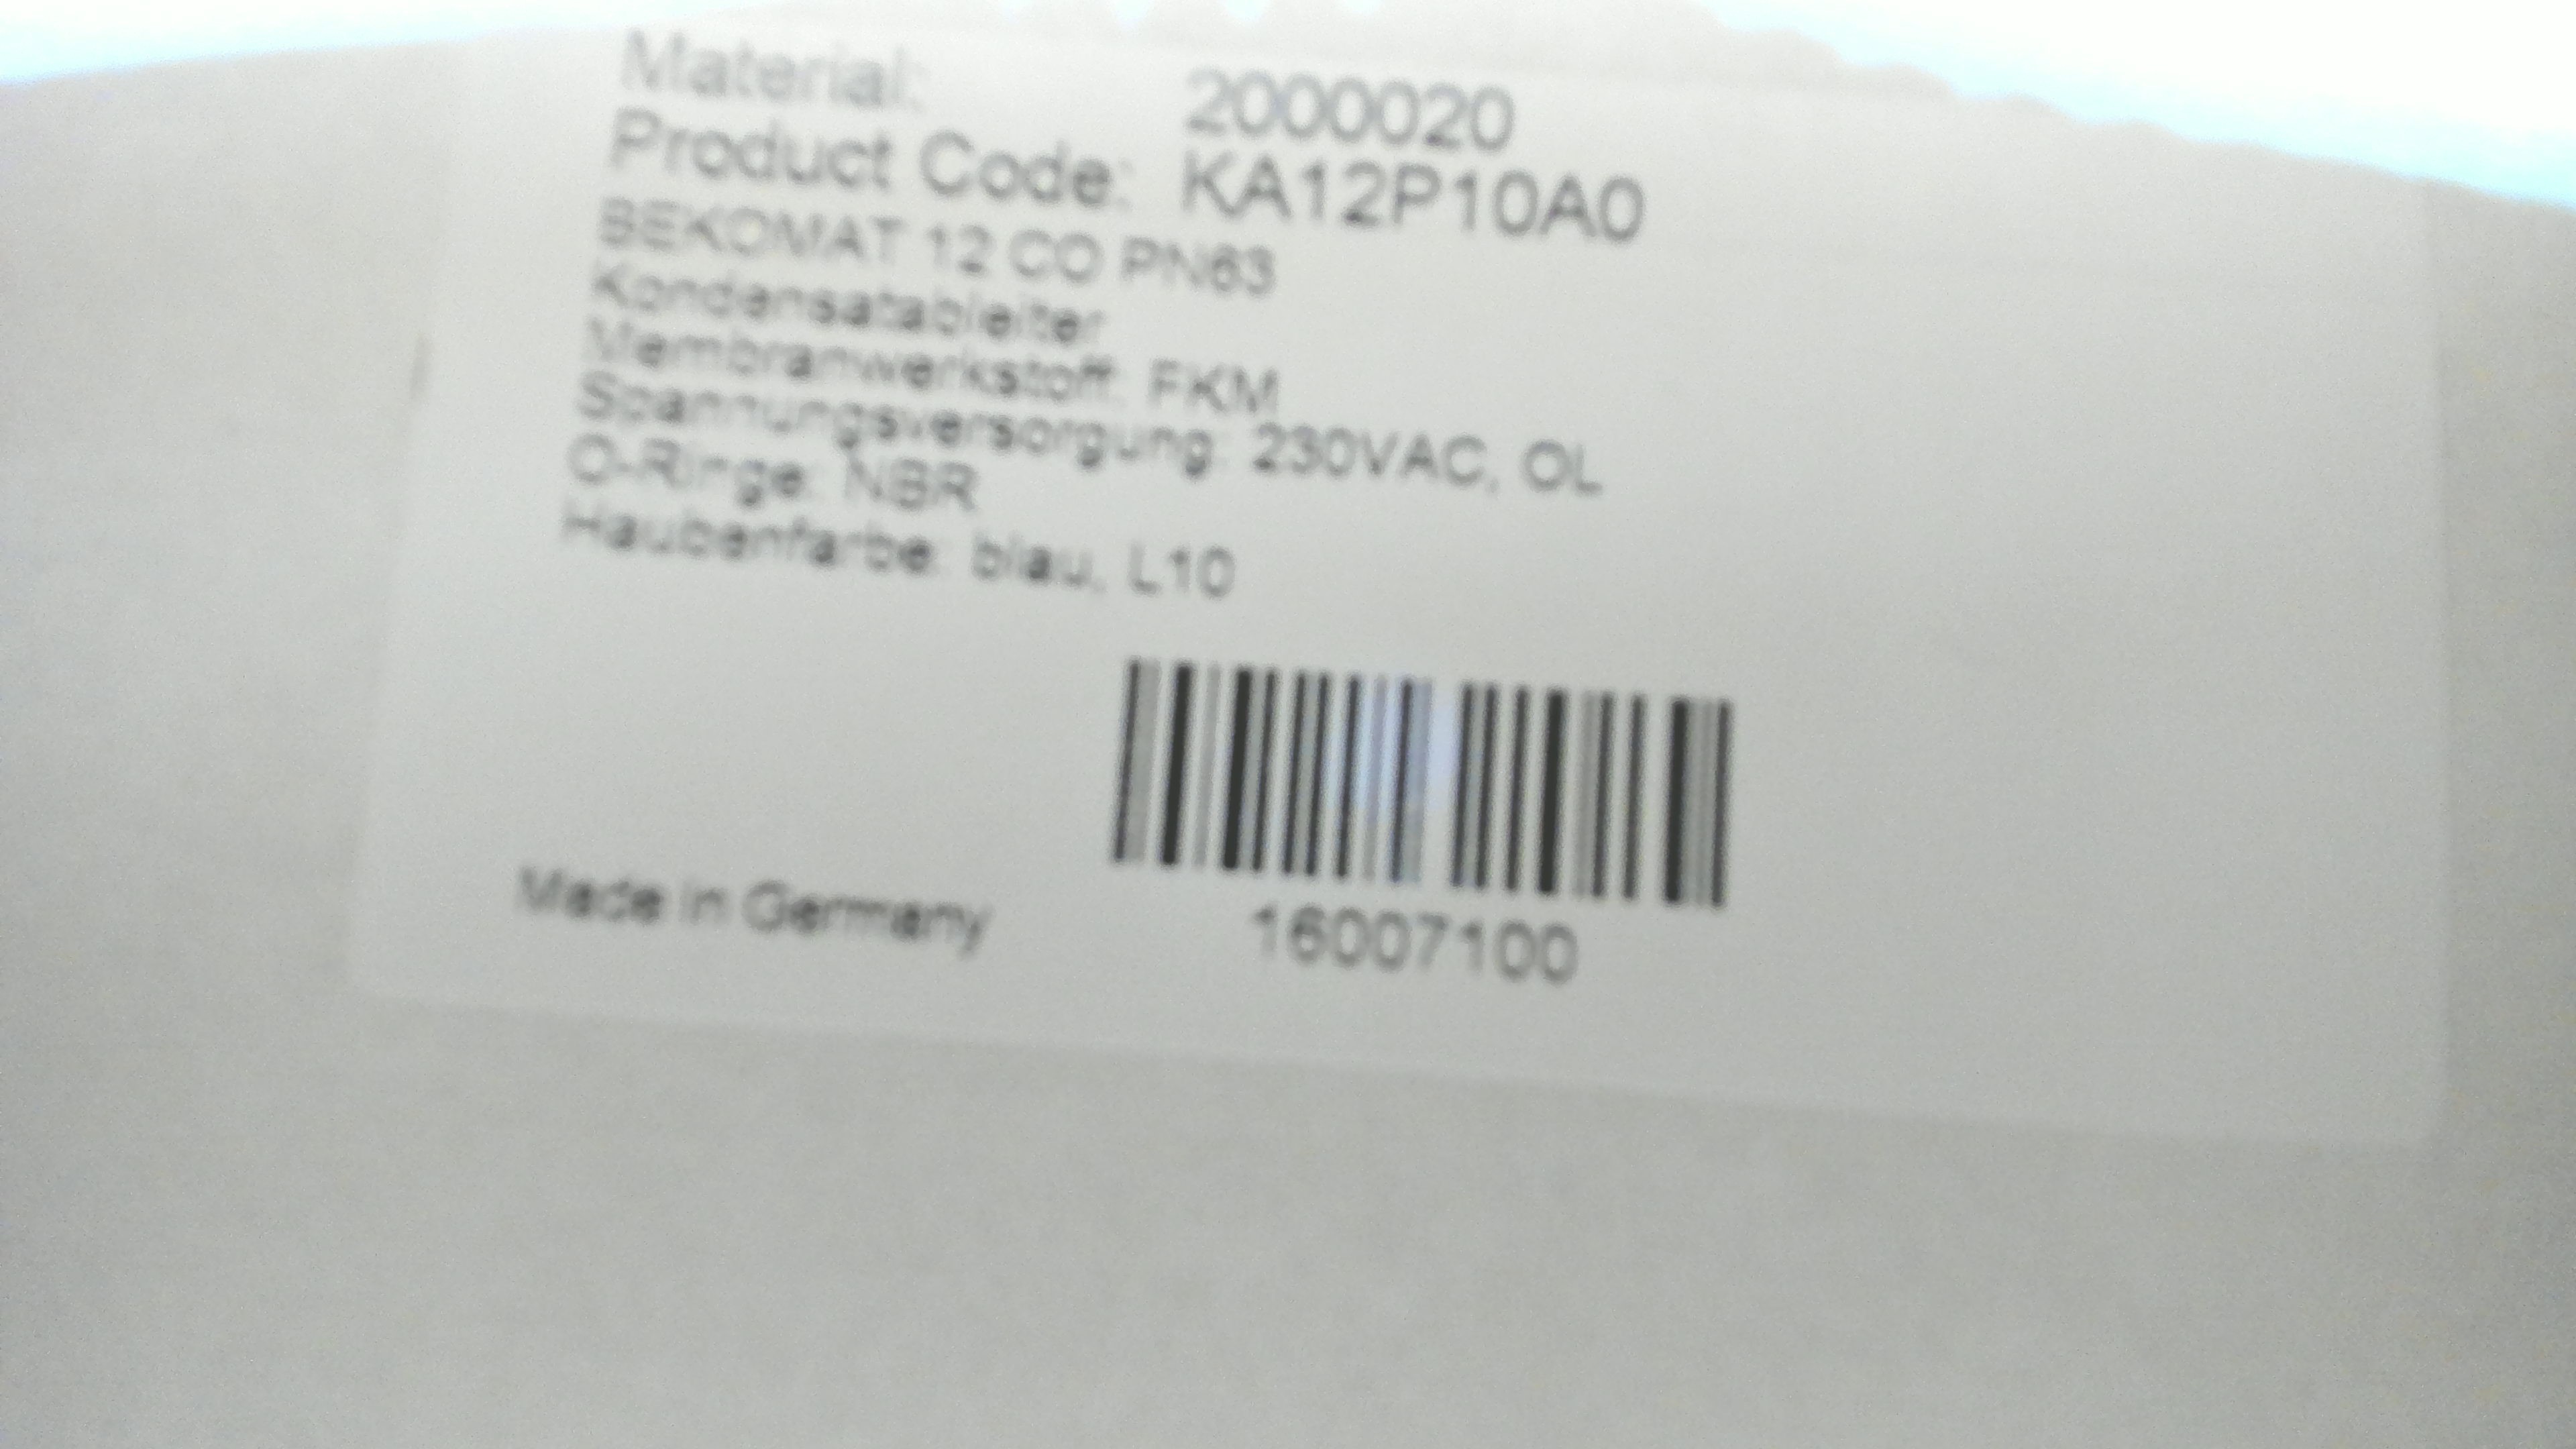 Material: 2000020
Product Code: KA12P10A0
BEKOMAT 12 CO PN63
Kondensatableiter
Membranwerkstoff: FKM
Spannungsversorgung: 230VAC, OL
O-Ringe: NBR
Haubenfarbe: blau, L10
Made in Germany
16007100